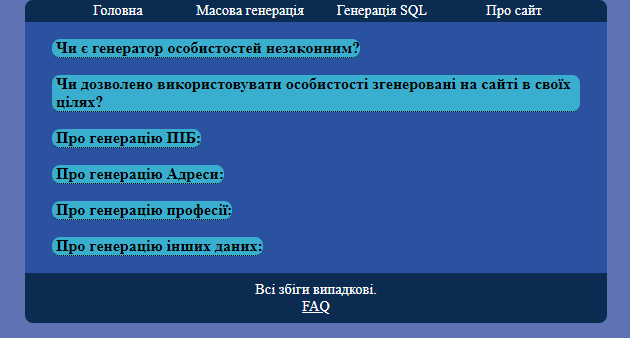 Головна Масова генерація Генерація SQL Про сайт
Чи є генератор особистостей незаконним?
Чи дозволено використовувати особистості згенеровані на сайті в своїх
цілях?
Про генерацію ПІБ:
Про генерацію Адреси:
Про генерацію професії:
Про генерацію інших даних:
Всі збіги випадкові.
FAQ